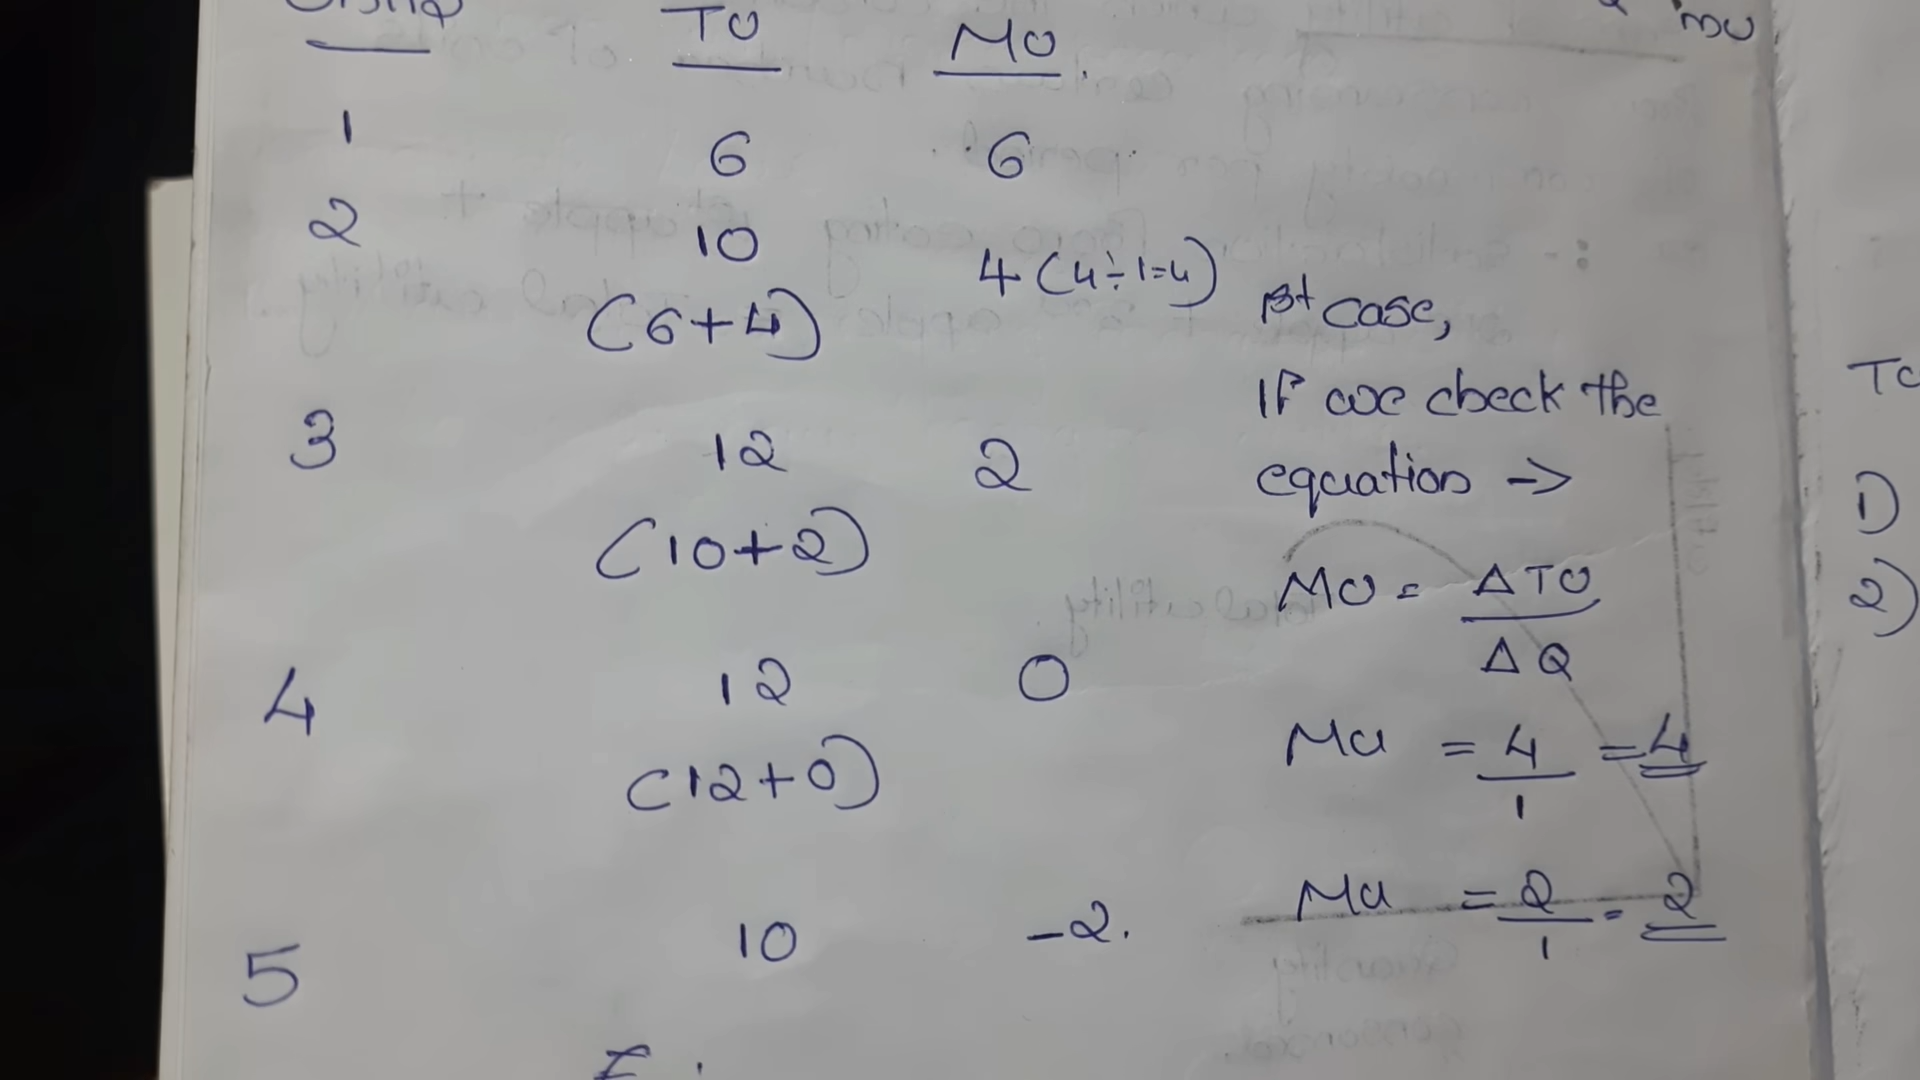 TU MU.
1 6 6
2 10 4 (4÷1=4)
(6+4)
3 12 2
(10+2)
4 12 0
(12+0)
5 10 -2.
1st case,
If we check the
equation ->
MU = ΔTU
ΔQ
Mu = 4 = 4
1
Mu = 2 = 2
1
MU
1)
2)